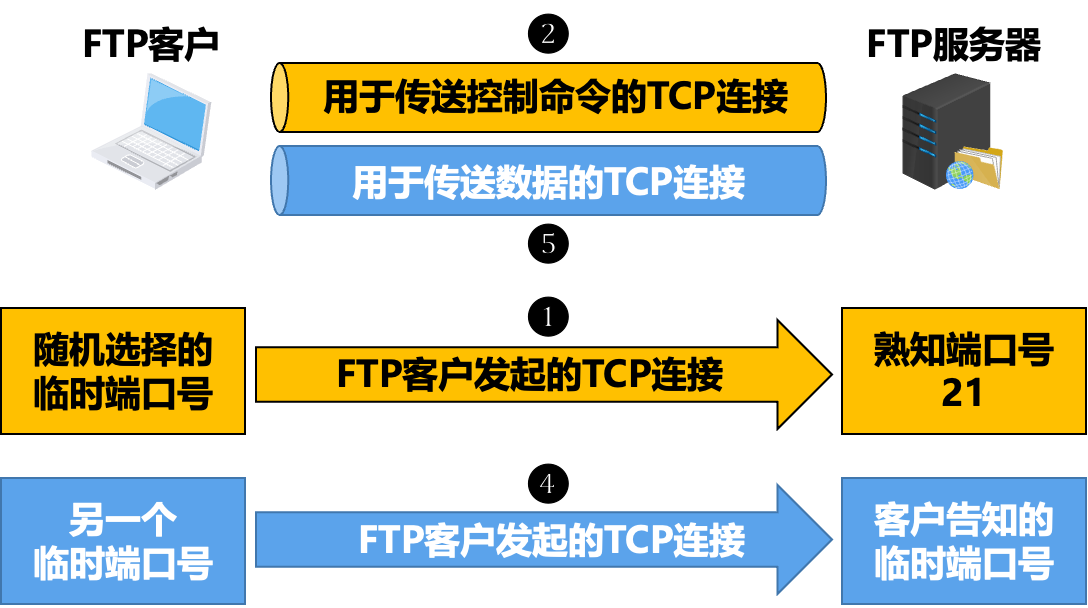 2
FTP客户
FTP服务器
用于传送控制命令的TCP连接
用于传送数据的TCP连接
5
1
随机选择的
临时端口号
FTP客户发起的TCP连接
熟知端口号
21
4
另一个
临时端口号
FTP客户发起的TCP连接
客户告知的
临时端口号